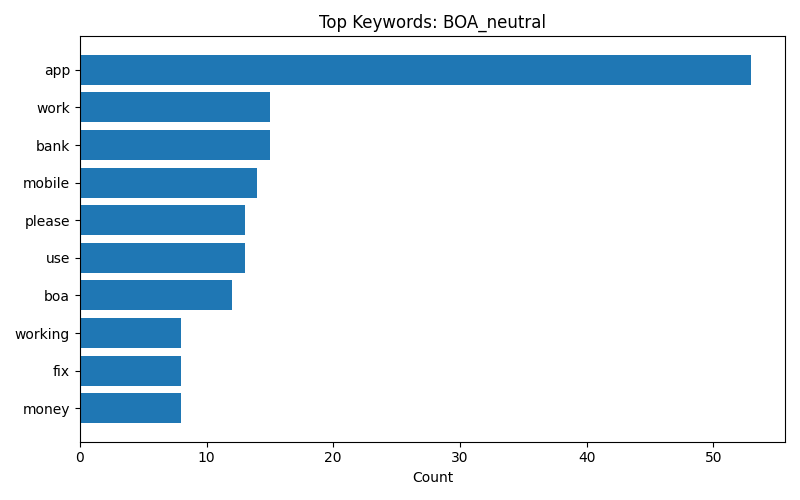 Top Keywords: BOA_neutral
app
work
bank
mobile
please
use
boa
working
fix
money
0 10 20 30 40 50
Count